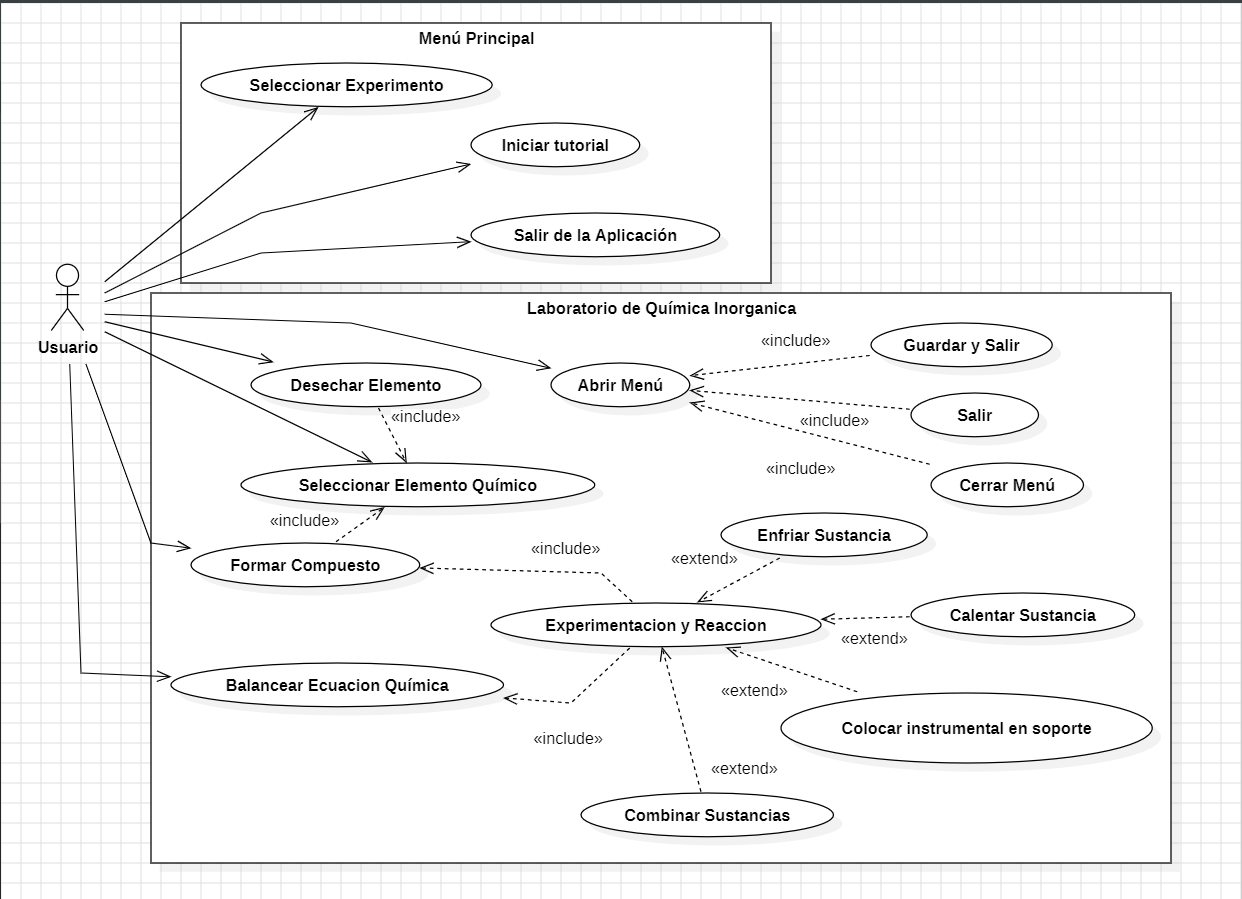 Menú Principal
Seleccionar Experimento
Iniciar tutorial
Salir de la Aplicación
Usuario
Laboratorio de Química Inorganica
«include»
Guardar y Salir
Desechar Elemento
Abrir Menú
«include»
«include»
Salir
«include»
Seleccionar Elemento Químico
Cerrar Menú
«include»
«include»
Enfriar Sustancia
«extend»
Formar Compuesto
Experimentacion y Reaccion
Calentar Sustancia
«extend»
Balancear Ecuacion Química
«extend»
Colocar instrumental en soporte
«include»
«extend»
Combinar Sustancias